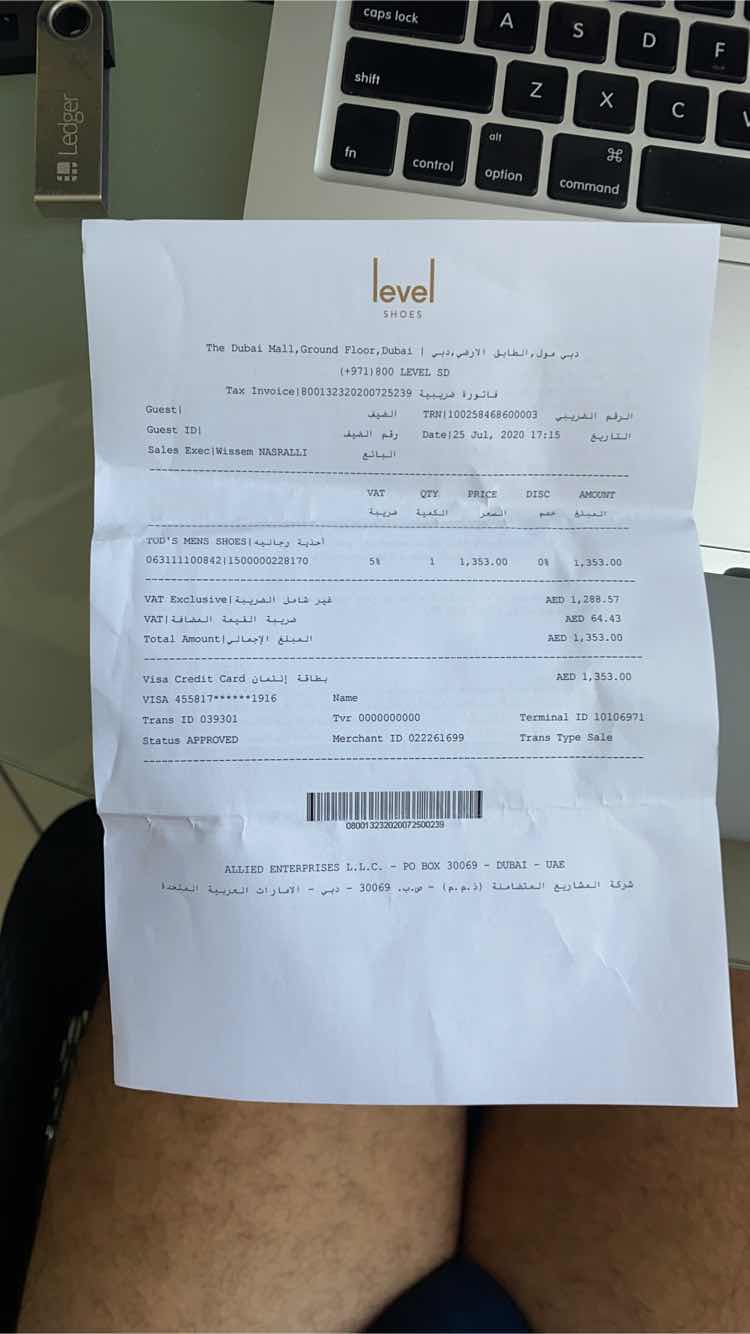 Ledger
caps lock
A
S
D
F
shift
Z
X
C
fn
control
alt
option
⌘
command
level
SHOES
The Dubai Mall,Ground Floor,Dubai | دبي مول,الطابق الارضي,دبي
(+971)800 LEVEL SD
Tax Invoice|800132320200725239 فاتورة ضريبية
Guest| الضيف TRN|100258468600003 الرقم الضريبي
Guest ID| رقم الضيف Date|25 Jul, 2020 17:15 التاريخ
Sales Exec|Wissem NASRALLI البائع
VAT QTY PRICE DISC AMOUNT
ضريبة الكمية السعر خصم المبلغ
TOD'S MENS SHOES|أحذية رجاليه
063111100842|1500000228170 5% 1 1,353.00 0% 1,353.00
VAT Exclusive|غير شامل الضريبة AED 1,288.57
VAT|ضريبة القيمة المضافة AED 64.43
Total Amount|المبلغ الإجمالي AED 1,353.00
Visa Credit Card بطاقة إئتمان AED 1,353.00
VISA 455817******1916 Name
Trans ID 039301 Tvr 0000000000 Terminal ID 10106971
Status APPROVED Merchant ID 022261699 Trans Type Sale
080013232020072500239
ALLIED ENTERPRISES L.L.C. - PO BOX 30069 - DUBAI - UAE
شركة المشاريع المتضامنة (ذ.م.م) - ص.ب. 30069 - دبي - الامارات العربية المتحدة